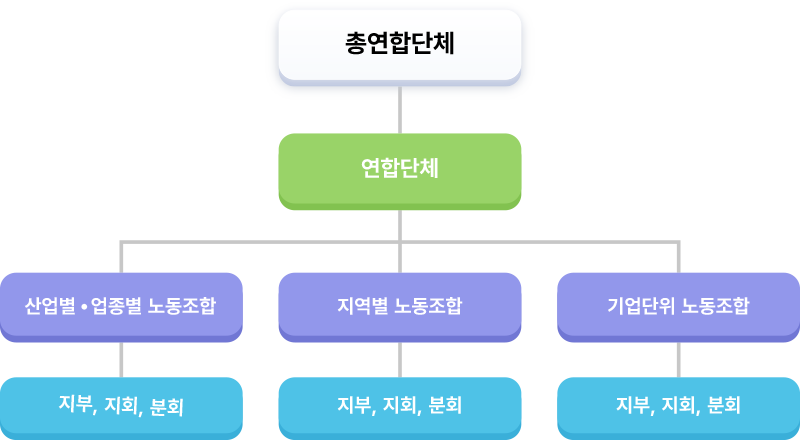 총연합단체
연합단체
산업별•업종별 노동조합
지역별 노동조합
기업단위 노동조합
지부, 지회, 분회
지부, 지회, 분회
지부, 지회, 분회